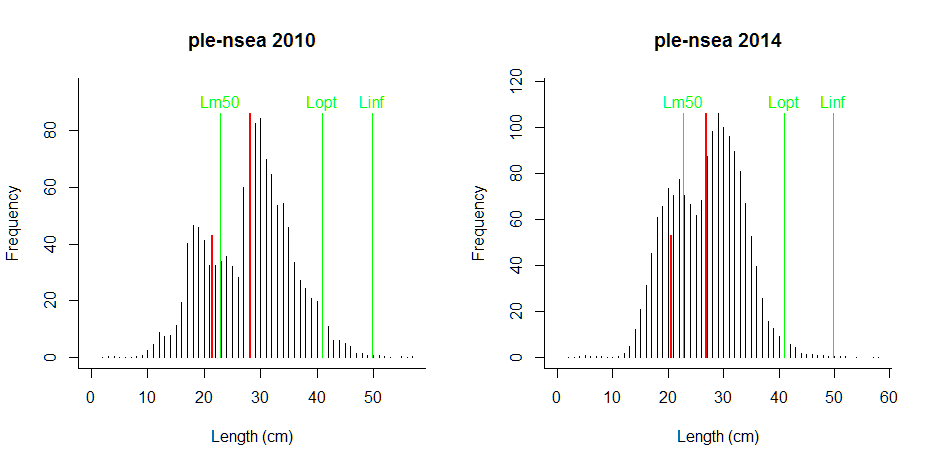 ple-nsea 2010
Lm50 Lopt Linf
80
60
40
20
0
Frequency
0 10 20 30 40 50
Length (cm)
ple-nsea 2014
Lm50 Lopt Linf
120
100
80
60
40
20
0
Frequency
0 10 20 30 40 50 60
Length (cm)